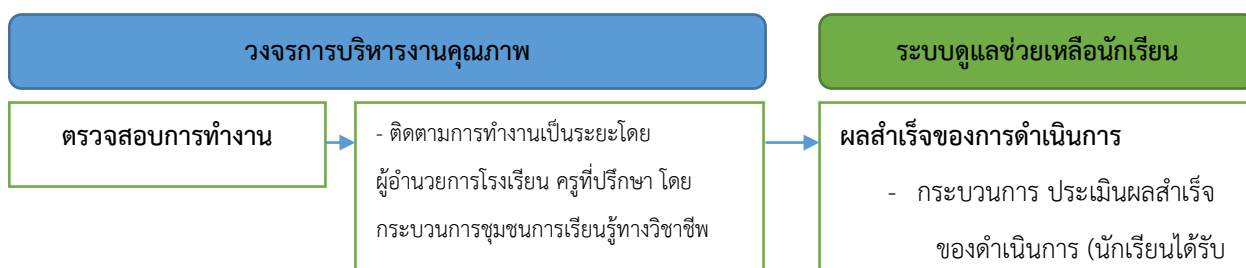 วงจรการบริหารงานคุณภาพ
ระบบดูแลช่วยเหลือนักเรียน
ตรวจสอบการทำงาน
- ติดตามการทำงานเป็นระยะโดย
ผู้อำนวยการโรงเรียน ครูที่ปรึกษา โดย
กระบวนการชุมชนการเรียนรู้ทางวิชาชีพ
ผลสำเร็จของการดำเนินการ
- กระบวนการ ประเมินผลสำเร็จ
ของดำเนินการ (นักเรียนได้รับ